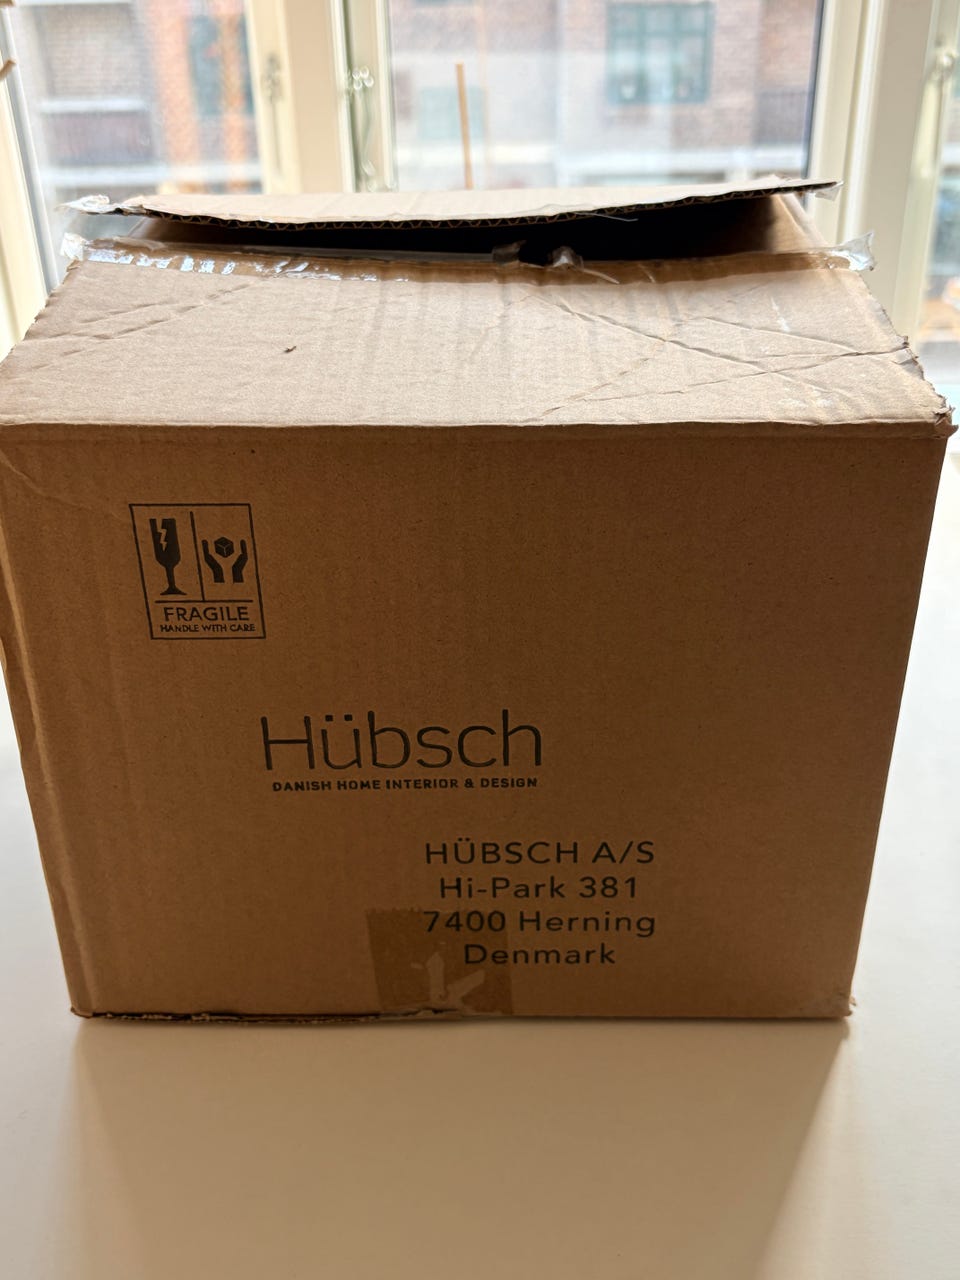 FRAGILE
HANDLE WITH CARE
Hübsch
DANISH HOME INTERIOR & DESIGN
HÜBSCH A/S
Hi-Park 381
7400 Herning
Denmark